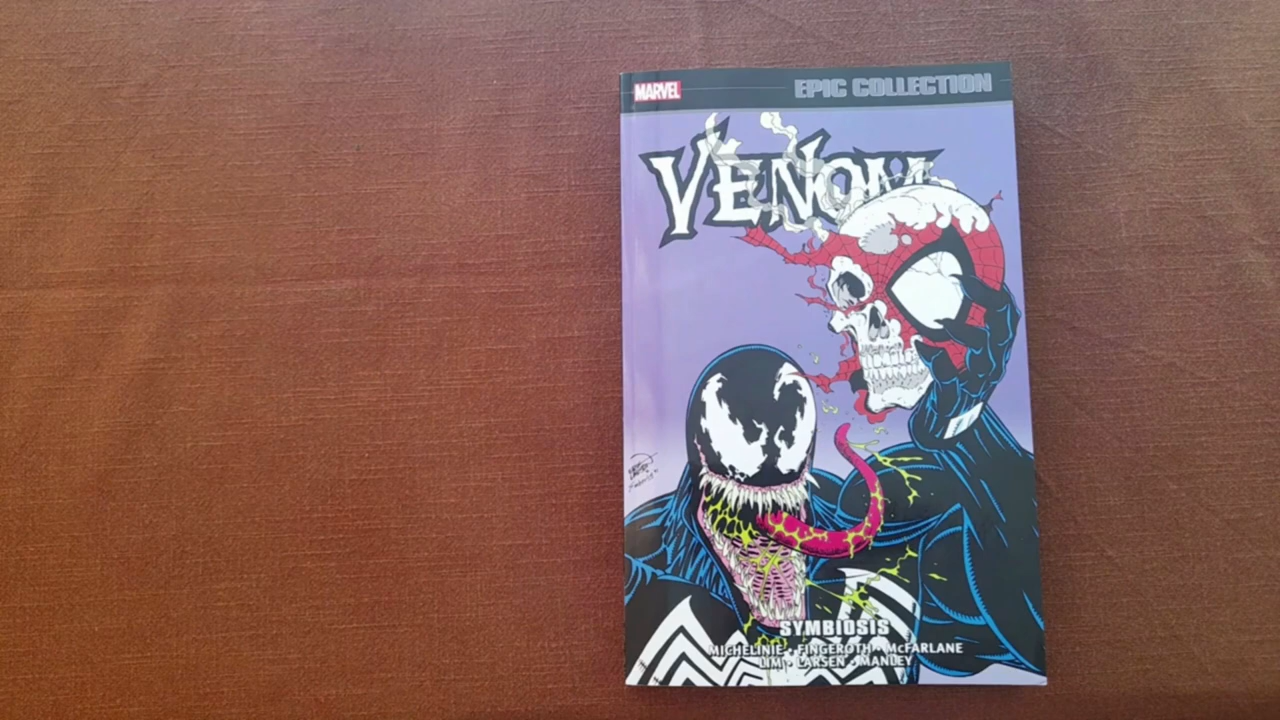 MARVEL
EPIC COLLECTION
VENOM
SYMBIOSIS
MICHELINIE • FINGEROTH • McFARLANE
LIM • LARSEN • MANLEY